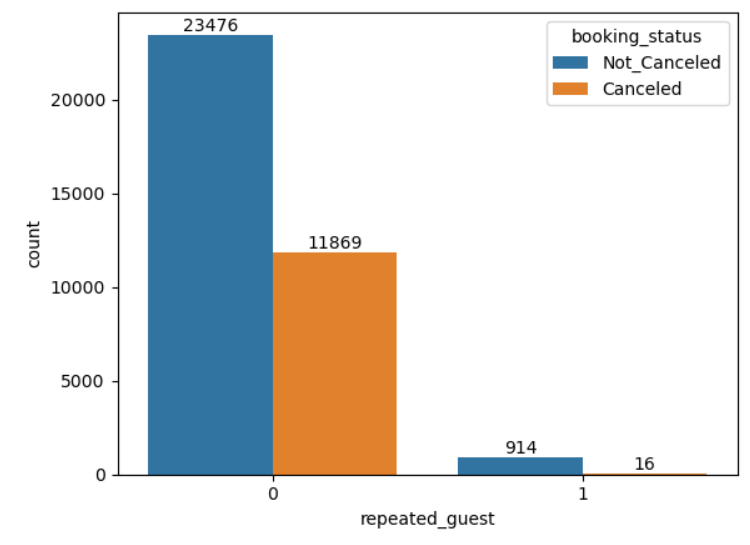 23476
booking_status
Not_Canceled
Canceled
20000
15000
11869
count
10000
5000
914
16
0
0
1
repeated_guest